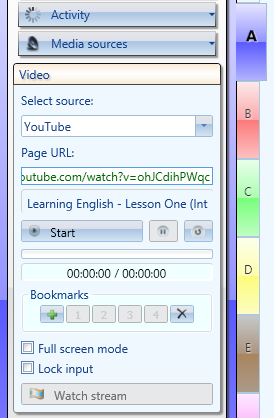 Activity
Media sources
Video
Select source:
YouTube
Page URL:
outube.com/watch?v=ohJCdihPWqc
Learning English - Lesson One (Int
Start
00:00:00 / 00:00:00
Bookmarks
1 2 3 4
Full screen mode
Lock input
Watch stream
A
B
C
D
E